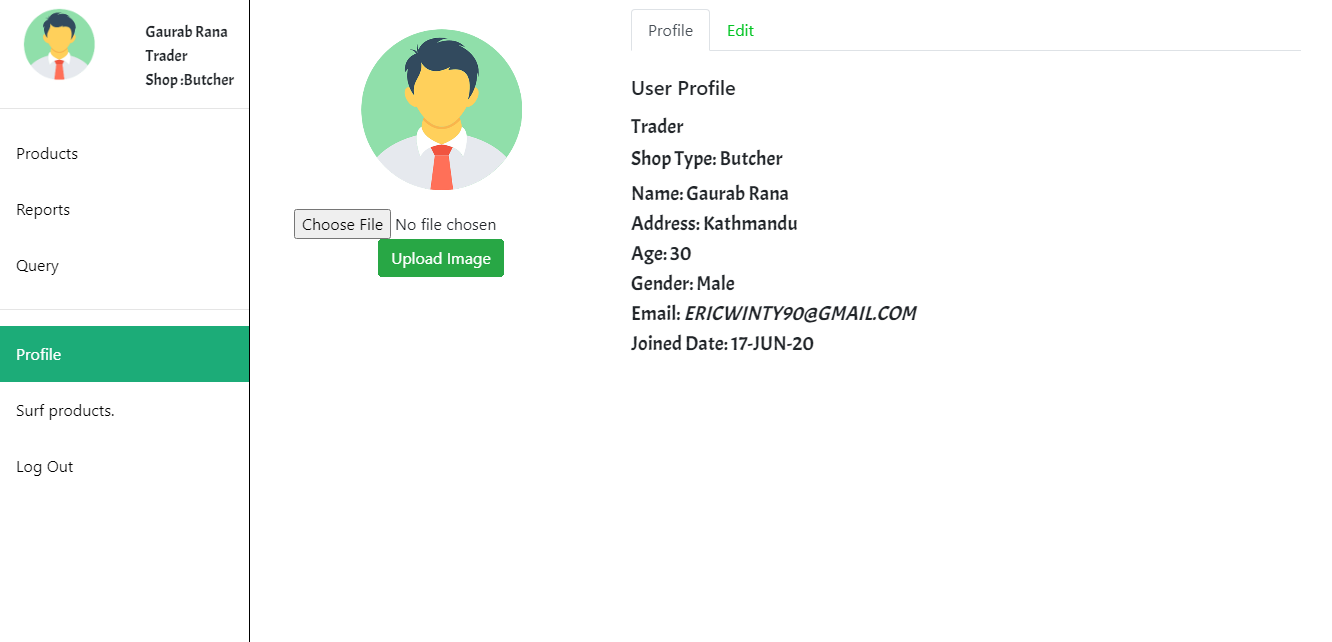 Gaurab Rana
Trader
Shop :Butcher
Products
Reports
Query
Profile
Surf products.
Log Out
Choose File No file chosen
Upload Image
Profile Edit
User Profile
Trader
Shop Type: Butcher
Name: Gaurab Rana
Address: Kathmandu
Age: 30
Gender: Male
Email: ERICWINTY90@GMAIL.COM
Joined Date: 17-JUN-20